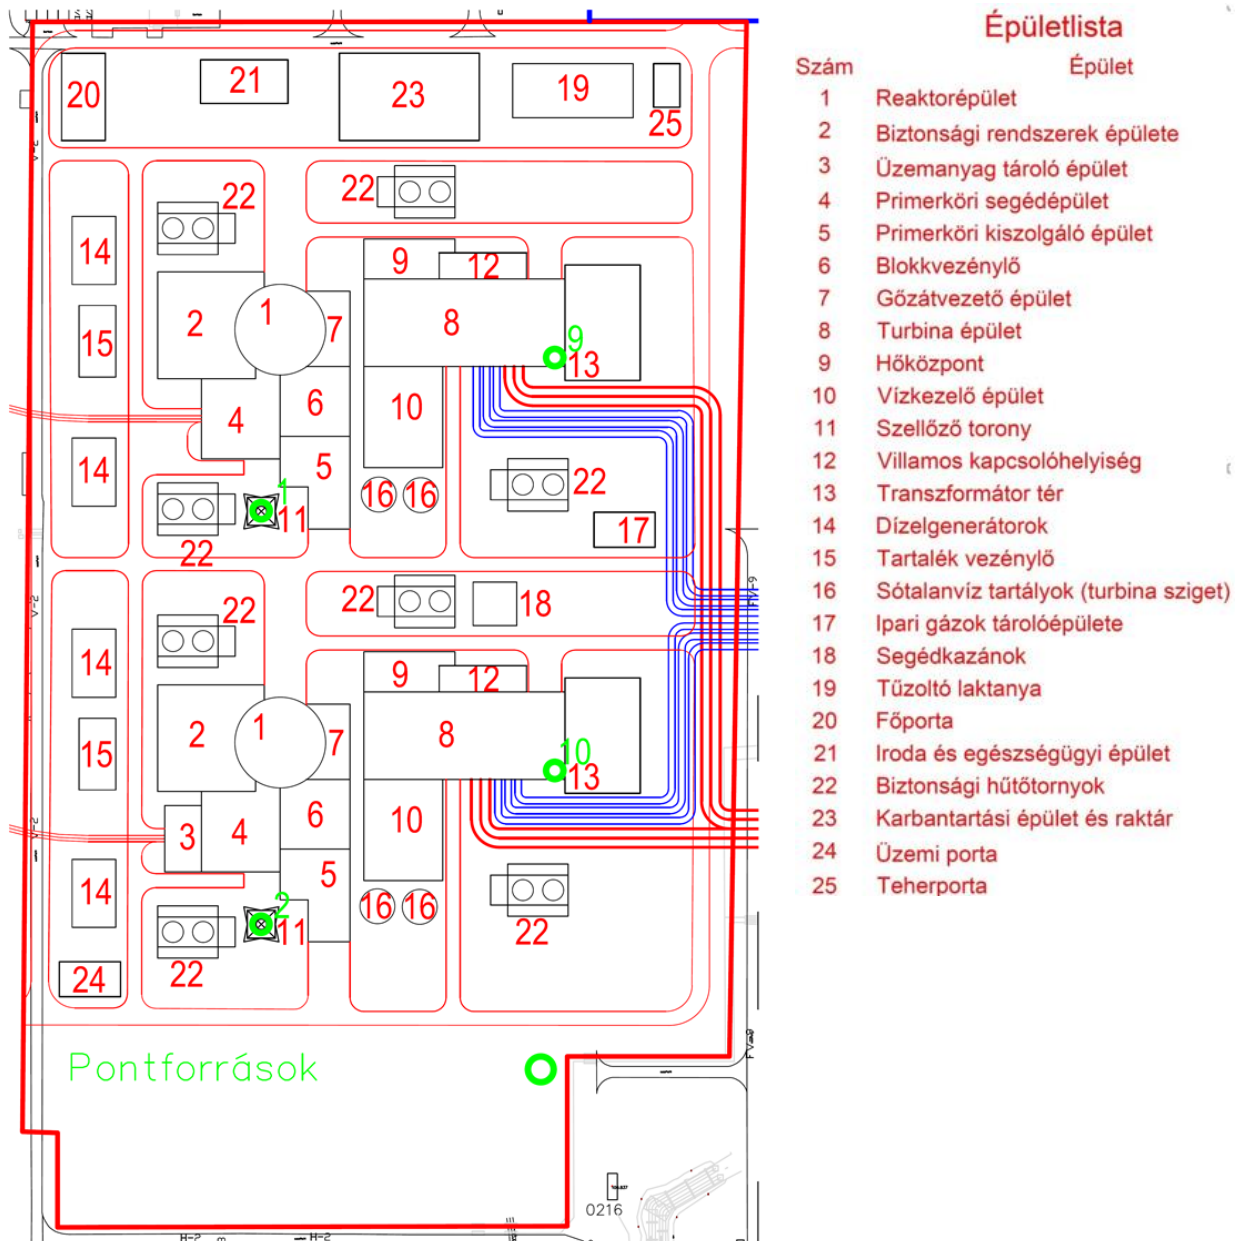 Épületlista
Szám Épület
1 Reaktorépület
2 Biztonsági rendszerek épülete
3 Üzemanyag tároló épület
4 Primerköri segédépület
5 Primerköri kiszolgáló épület
6 Blokkvezénylő
7 Gőzátvezető épület
8 Turbina épület
9 Hőközpont
10 Vízkezelő épület
11 Szellőző torony
12 Villamos kapcsolóhelyiség
13 Transzformátor tér
14 Dízelgenerátorok
15 Tartalék vezénylő
16 Sótalanvíz tartályok (turbina sziget)
17 Ipari gázok tárolóépülete
18 Segédkazánok
19 Tűzoltó laktanya
20 Főporta
21 Iroda és egészségügyi épület
22 Biztonsági hűtőtornyok
23 Karbantartási épület és raktár
24 Üzemi porta
25 Teherporta
20 21 23 19 25
22 22
14 9 12
2 1 7 8 9
15 13
4 6 10
14 5 16 16 22
1 11 17
22
22 22 18
14 9 12
2 1 7 8 10
15 13
3 4 6 10
14 5 16 16
2 11 22
24 22
Pontforrások
0216
V-2
V-2
V-2
H-2
H-2